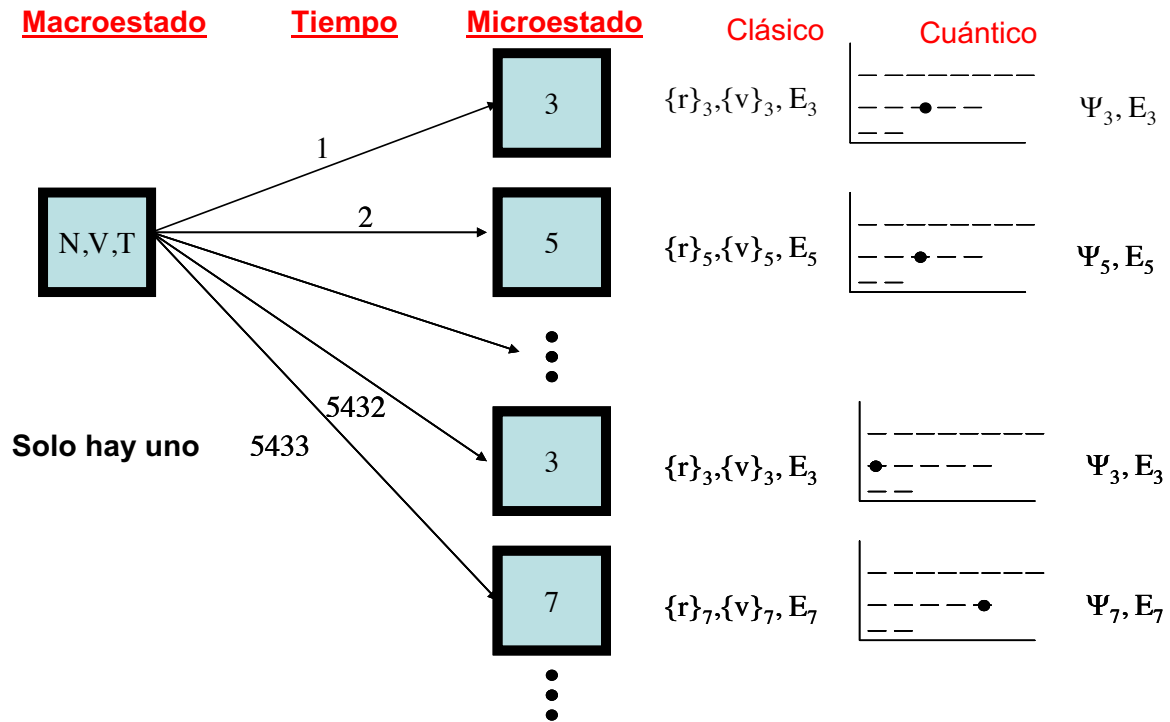 Macroestado Tiempo Microestado Clásico Cuántico
3 {r}₃,{v}₃, E₃ Ψ₃, E₃
1
N,V,T 2 5 {r}₅,{v}₅, E₅ Ψ₅, E₅
5432
Solo hay uno 5433 3 {r}₃,{v}₃, E₃ Ψ₃, E₃
7 {r}₇,{v}₇, E₇ Ψ₇, E₇